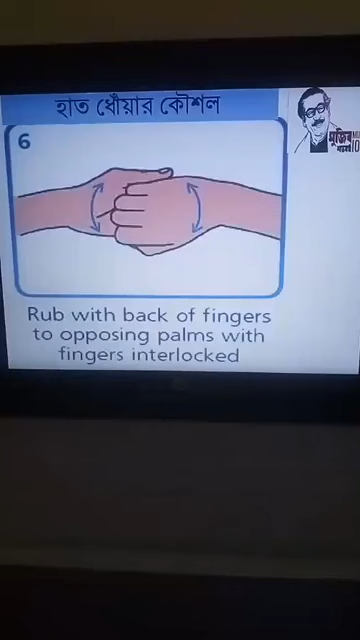 হাত ধোঁয়ার কৌশল
6
Rub with back of fingers
to opposing palms with
fingers interlocked
মুজিব